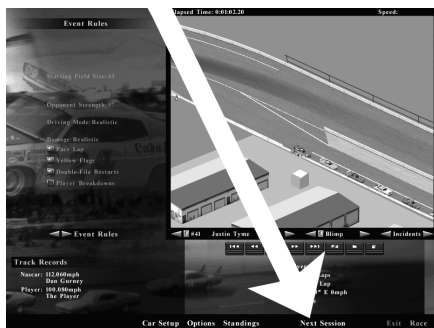 Elapsed Time: 0:01:02.20 Speed:
Event Rules
Starting Field Size: 43
Opponent Strength: 97
Driving Mode: Realistic
Damage: Realistic
Pace Lap
Yellow Flags
Double-File Restarts
Player Breakdowns
Event Rules
#41 Justin Tyme Blimp Incidents
Track Records
Nascar: 112.060mph
Dan Gurney
Player: 100.080mph
The Player
Laps
Lap
E 0mph
Car Setup Options Standings Next Session Exit Race